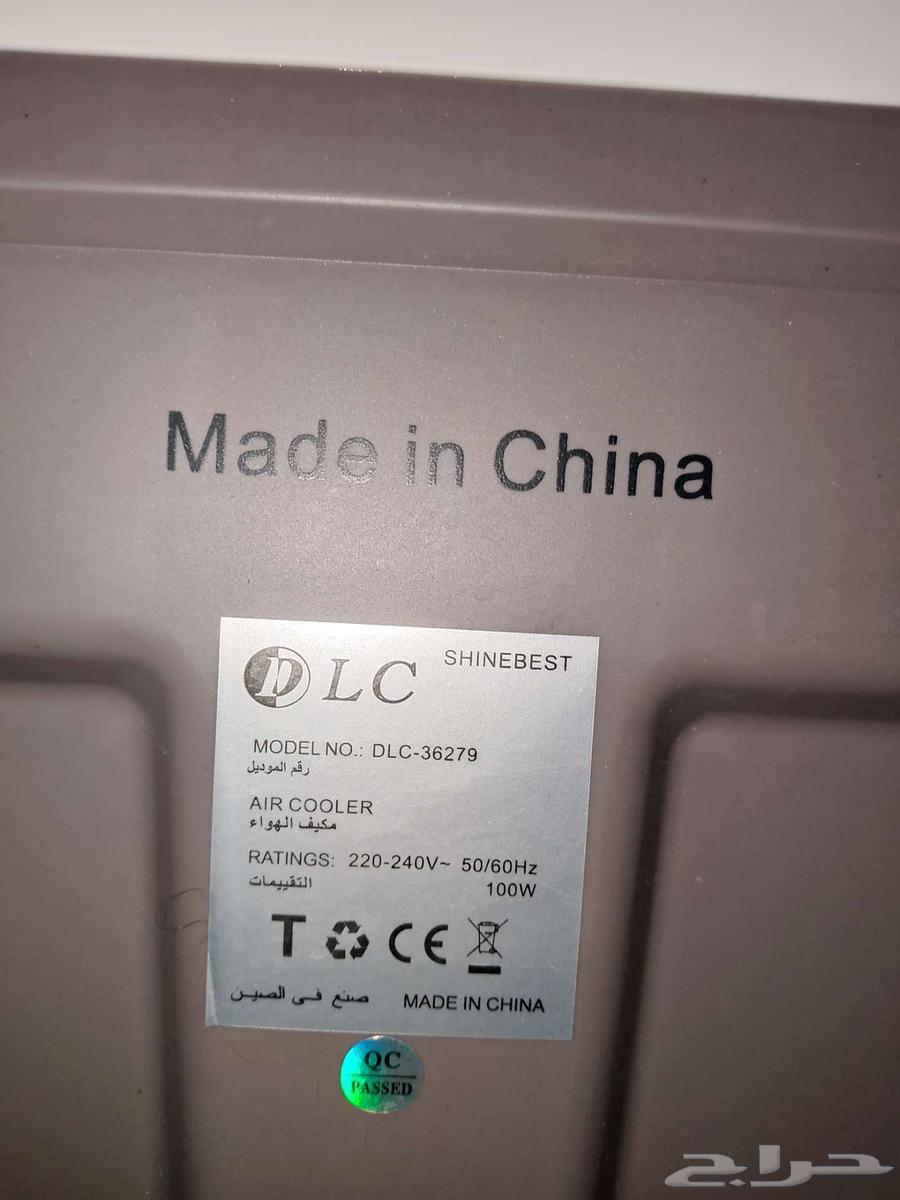 Made in China
DLC SHINEBEST
MODEL NO.: DLC-36279
رقم الموديل
AIR COOLER
مكيف الهواء
RATINGS: 220-240V~ 50/60Hz
التقييمات 100W
T CE
صنع في الصين MADE IN CHINA
QC
PASSED
حراج